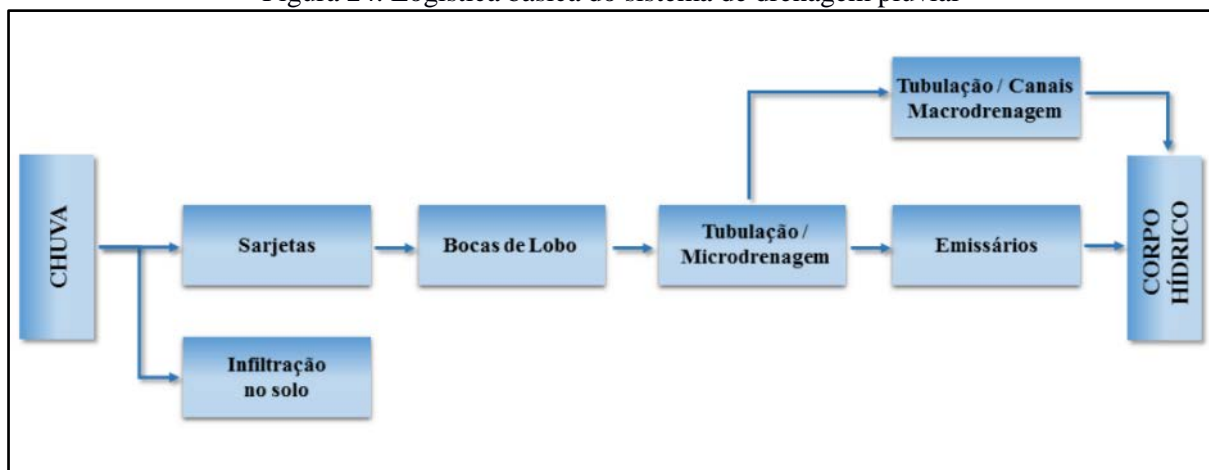 Figura 24: Logística básica do sistema de drenagem pluvial
CHUVA
Sarjetas
Infiltração
no solo
Bocas de Lobo
Tubulação /
Microdrenagem
Tubulação / Canais
Macrodrenagem
Emissários
CORPO
HÍDRICO